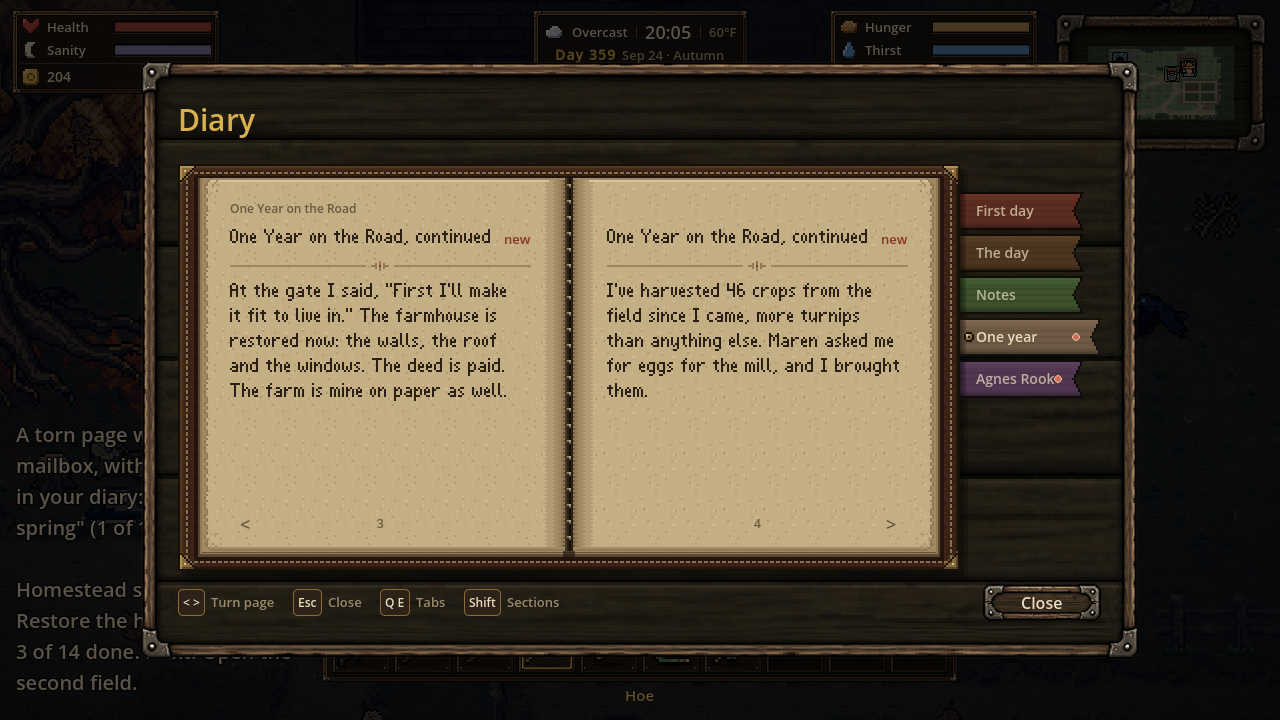 Health
Sanity
204
Overcast
20:05
60°F
Day 359 Sep 24 · Autumn
Hunger
Thirst
Diary
One Year on the Road
One Year on the Road, continued new
At the gate I said, "First I'll make
it fit to live in." The farmhouse is
restored now: the walls, the roof
and the windows. The deed is paid.
The farm is mine on paper as well.
< 3
One Year on the Road, continued new
I've harvested 46 crops from the
field since I came, more turnips
than anything else. Maren asked me
for eggs for the mill, and I brought
them.
4 >
First day
The day
Notes
One year
Agnes Rook
A torn page
mailbox, with
in your diary:
spring" (1 of
Homestead
Restore the
3 of 14 done. Open the
second field.
< > Turn page
Esc Close
Q E Tabs
Shift Sections
Close
Hoe